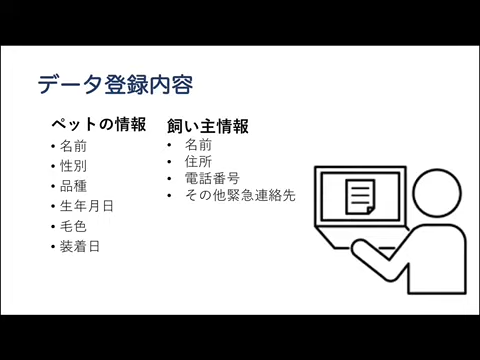 データ登録内容
ペットの情報
• 名前
• 性別
• 品種
• 生年月日
• 毛色
• 装着日
飼い主情報
• 名前
• 住所
• 電話番号
• その他緊急連絡先